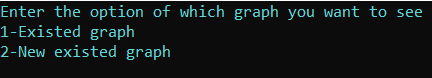 Enter the option of which graph you want to see
1-Existed graph
2-New existed graph